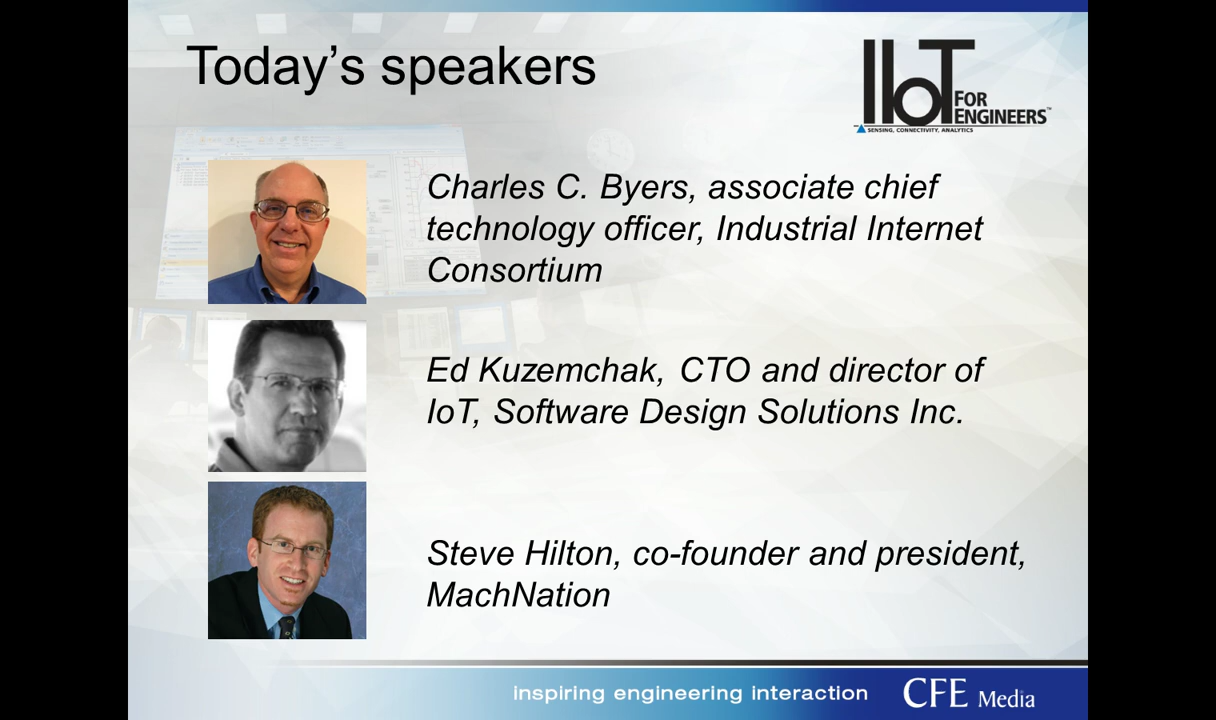 Today’s speakers
IIoT
FOR
ENGINEERS™
SENSING, CONNECTIVITY, ANALYTICS
Charles C. Byers, associate chief
technology officer, Industrial Internet
Consortium
Ed Kuzemchak, CTO and director of
IoT, Software Design Solutions Inc.
Steve Hilton, co-founder and president,
MachNation
inspiring engineering interaction
CFE Media